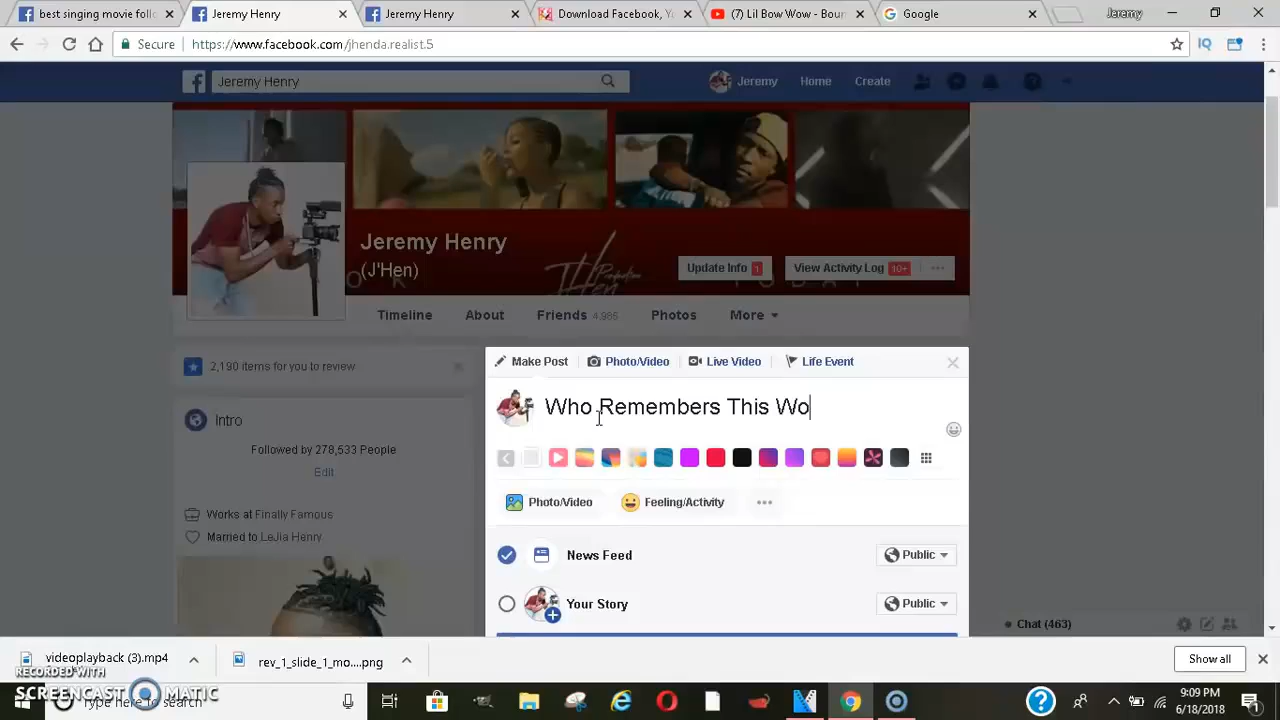 best singing movie follo
Jeremy Henry
Jeremy Henry
Download Facebook, Y
(7) Lil Bow Wow - Boun
Google
Jeremy
Secure
https://www.facebook.com/jhenda.realist.5
Jeremy Henry
Jeremy
Home
Create
Jeremy Henry
(J'Hen)
Update Info 1
View Activity Log 10+
Timeline
About
Friends 4,985
Photos
More
2,190 items for you to review
Make Post
Photo/Video
Live Video
Life Event
Who Remembers This Wo
Intro
Followed by 278,533 People
Edit
Works at Finally Famous
Married to LeJia Henry
Photo/Video
Feeling/Activity
News Feed
Public
Your Story
Public
Chat (463)
videoplayback (3).mp4
rev_1_slide_1_mo....png
Show all
RECORDED WITH
SCREENCAST MATIC
Type here to search
9:09 PM
6/18/2018